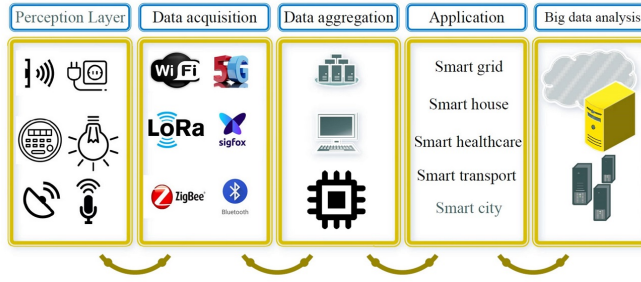 Perception Layer
Data acquisition
Data aggregation
Application
Big data analysis
WiFi
5G
LoRa
sigfox
ZigBee
Bluetooth
Smart grid
Smart house
Smart healthcare
Smart transport
Smart city